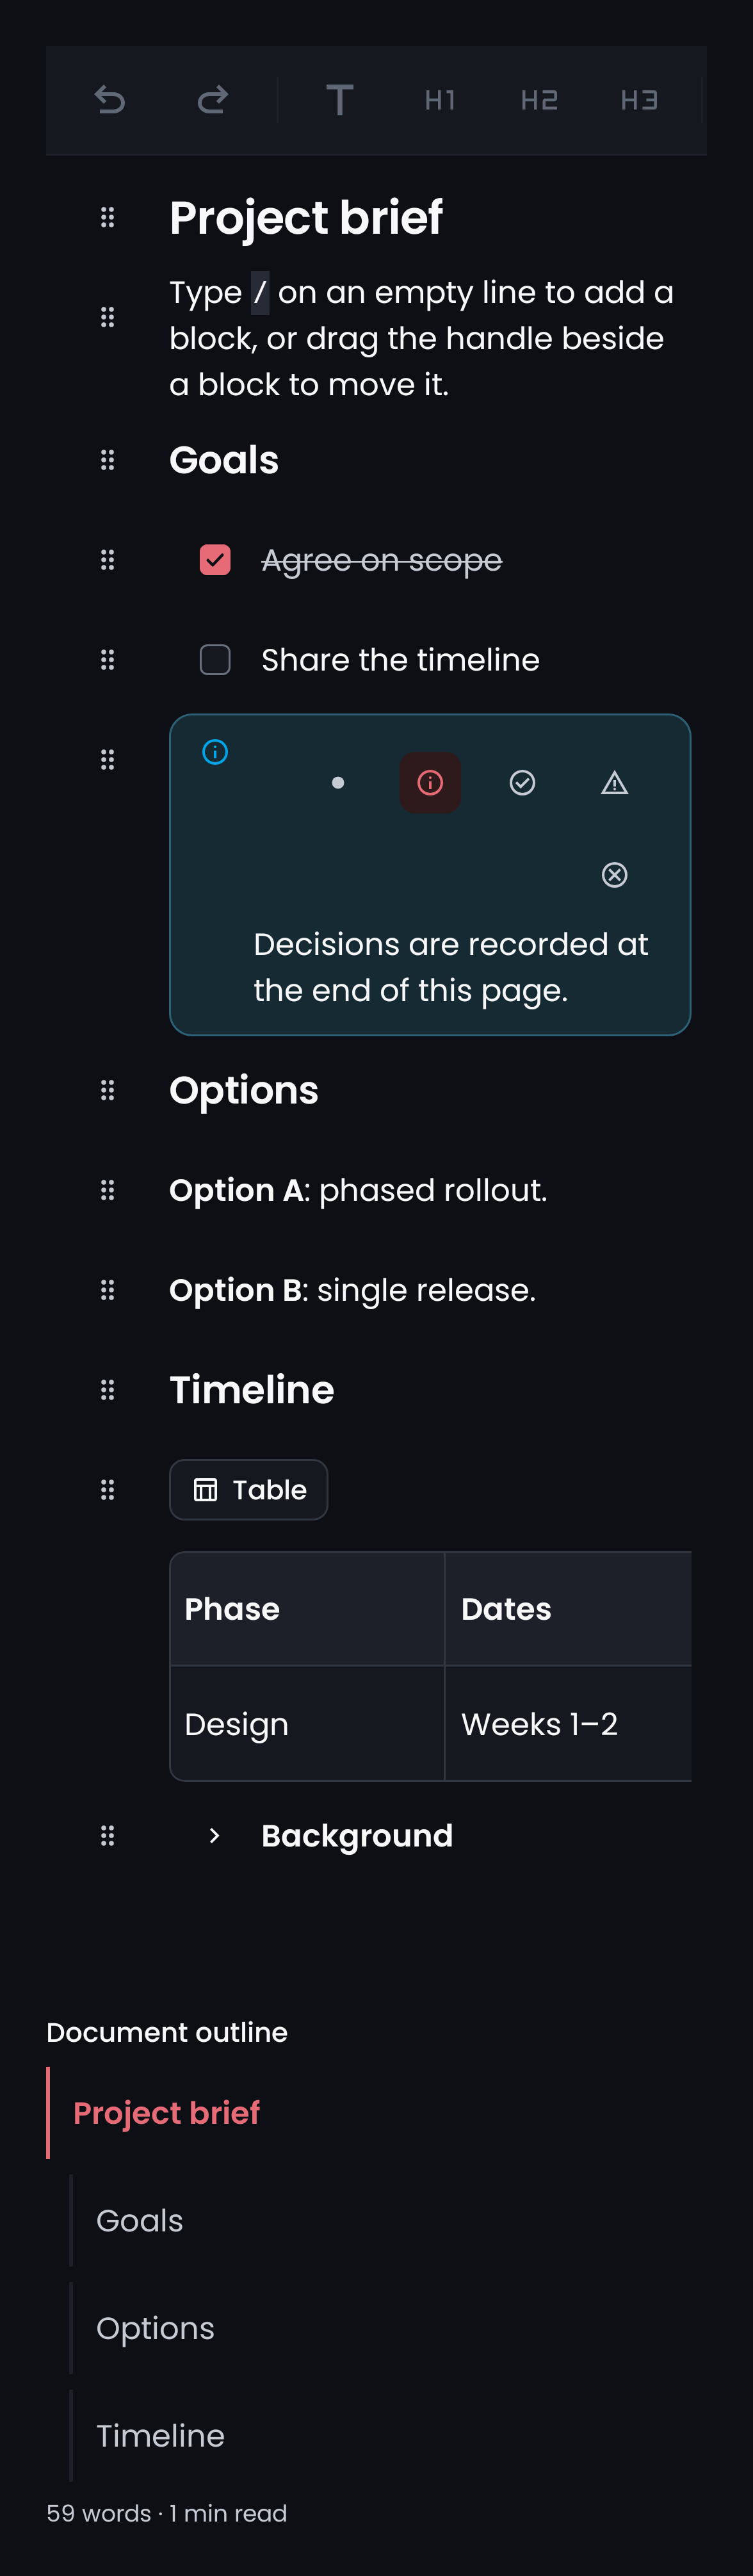 T H1 H2 H3
Project brief
Type / on an empty line to add a
block, or drag the handle beside
a block to move it.
Goals
Agree on scope
Share the timeline
Decisions are recorded at
the end of this page.
Options
Option A: phased rollout.
Option B: single release.
Timeline
Table
Phase Dates
Design Weeks 1–2
Background
Document outline
Project brief
Goals
Options
Timeline
59 words · 1 min read